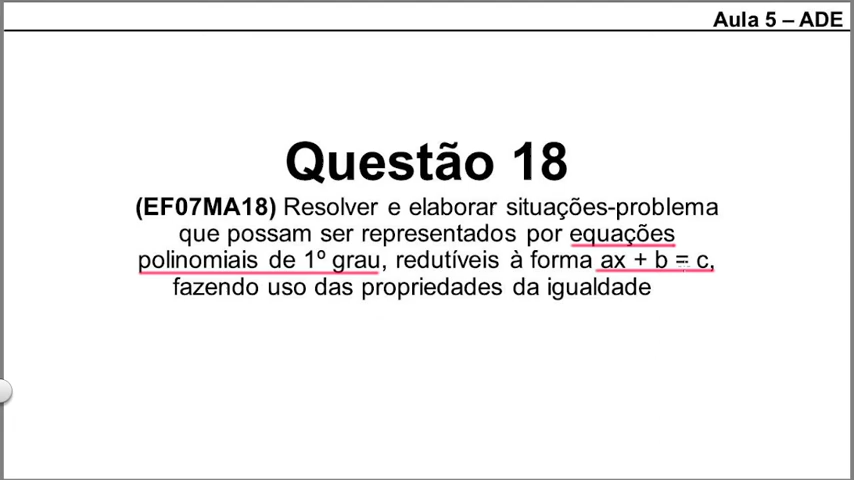 Aula 5 – ADE
Questão 18
(EF07MA18) Resolver e elaborar situações-problema
que possam ser representados por equações
polinomiais de 1º grau, redutíveis à forma ax + b = c,
fazendo uso das propriedades da igualdade